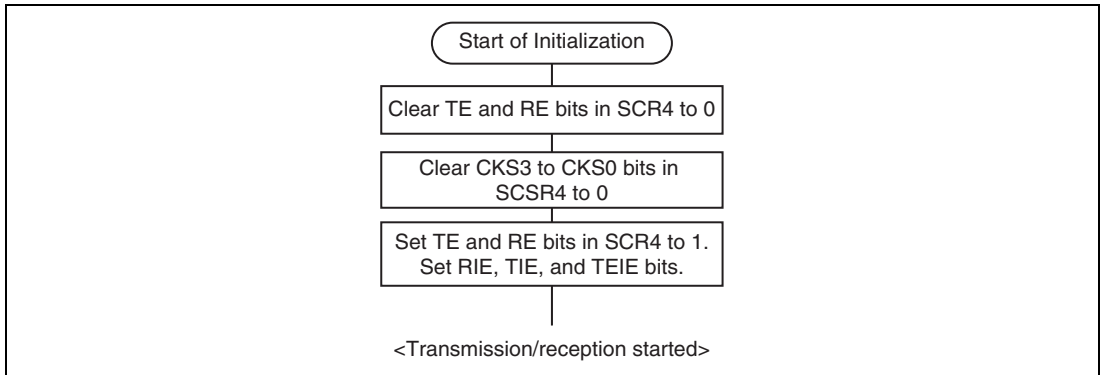 Start of Initialization
Clear TE and RE bits in SCR4 to 0
Clear CKS3 to CKS0 bits in
SCSR4 to 0
Set TE and RE bits in SCR4 to 1.
Set RIE, TIE, and TEIE bits.
<Transmission/reception started>